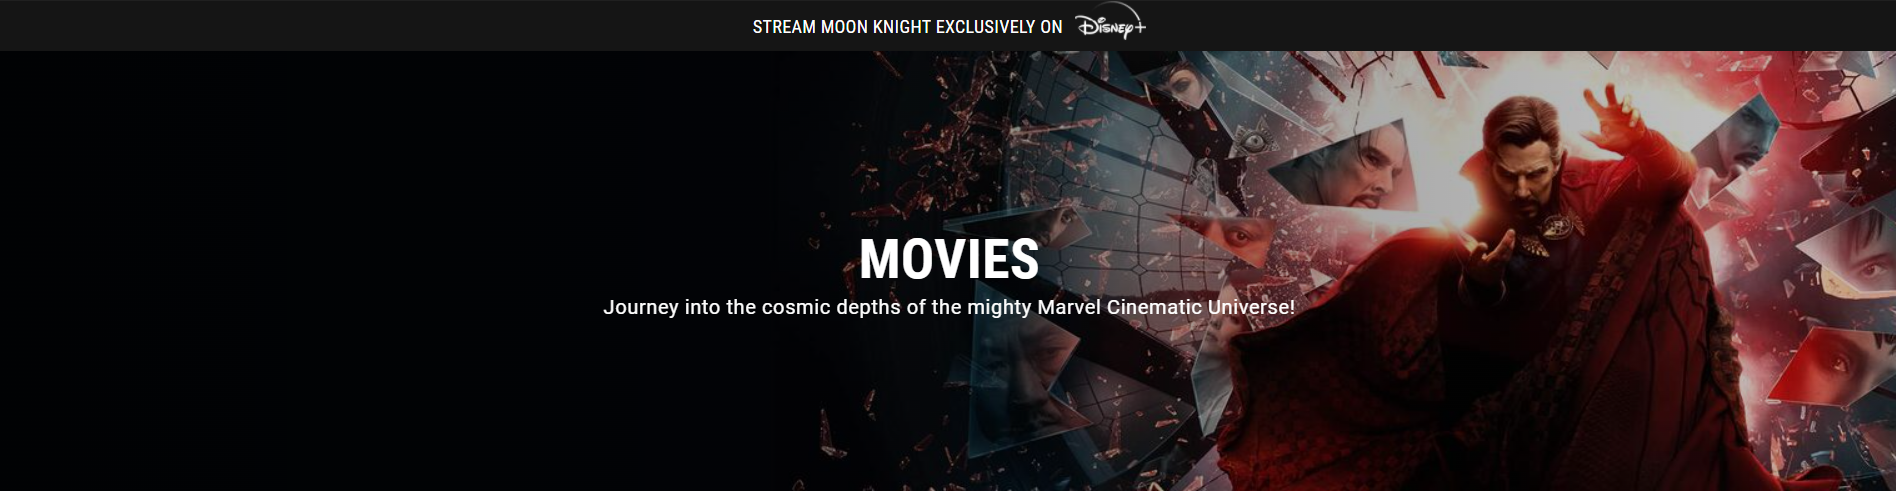 STREAM MOON KNIGHT EXCLUSIVELY ON Disney+
MOVIES
Journey into the cosmic depths of the mighty Marvel Cinematic Universe!